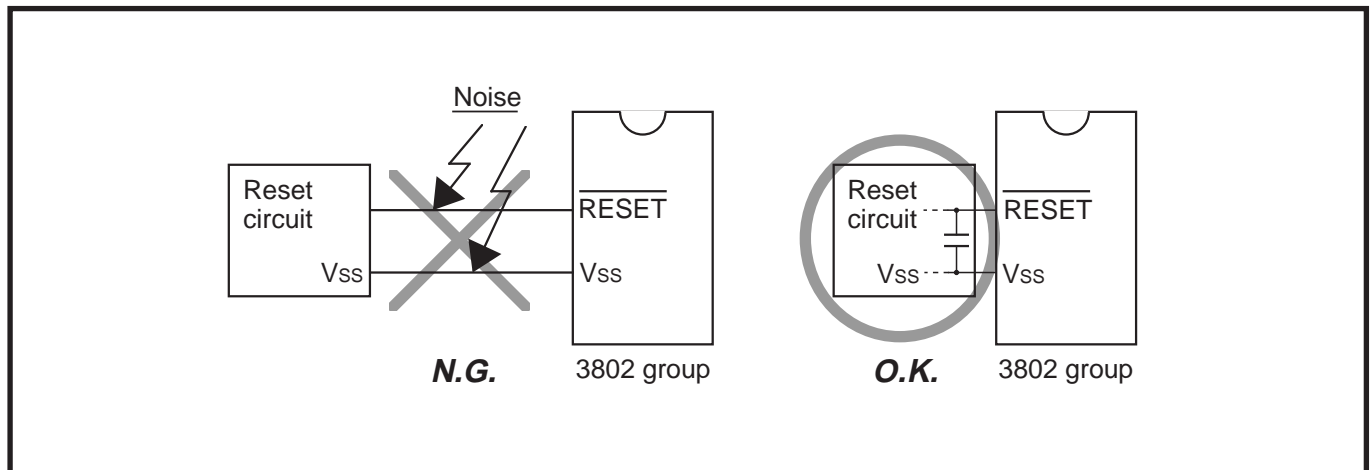 Noise
Reset
circuit
VSS
RESET
VSS
N.G.
3802 group
Reset
circuit
VSS
RESET
VSS
O.K.
3802 group